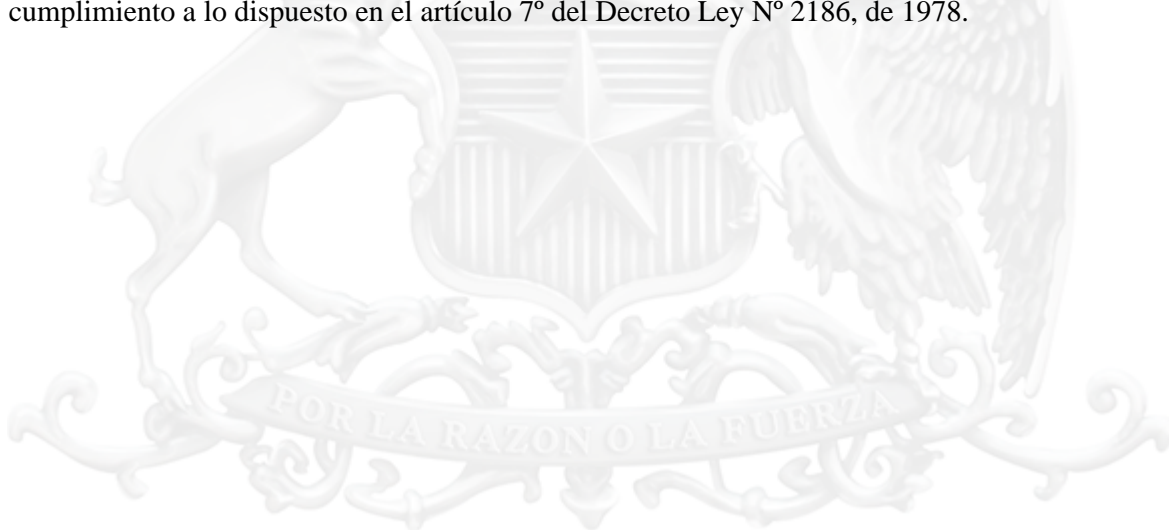 cumplimiento a lo dispuesto en el artículo 7º del Decreto Ley Nº 2186, de 1978.
POR LA RAZON O LA FUERZA